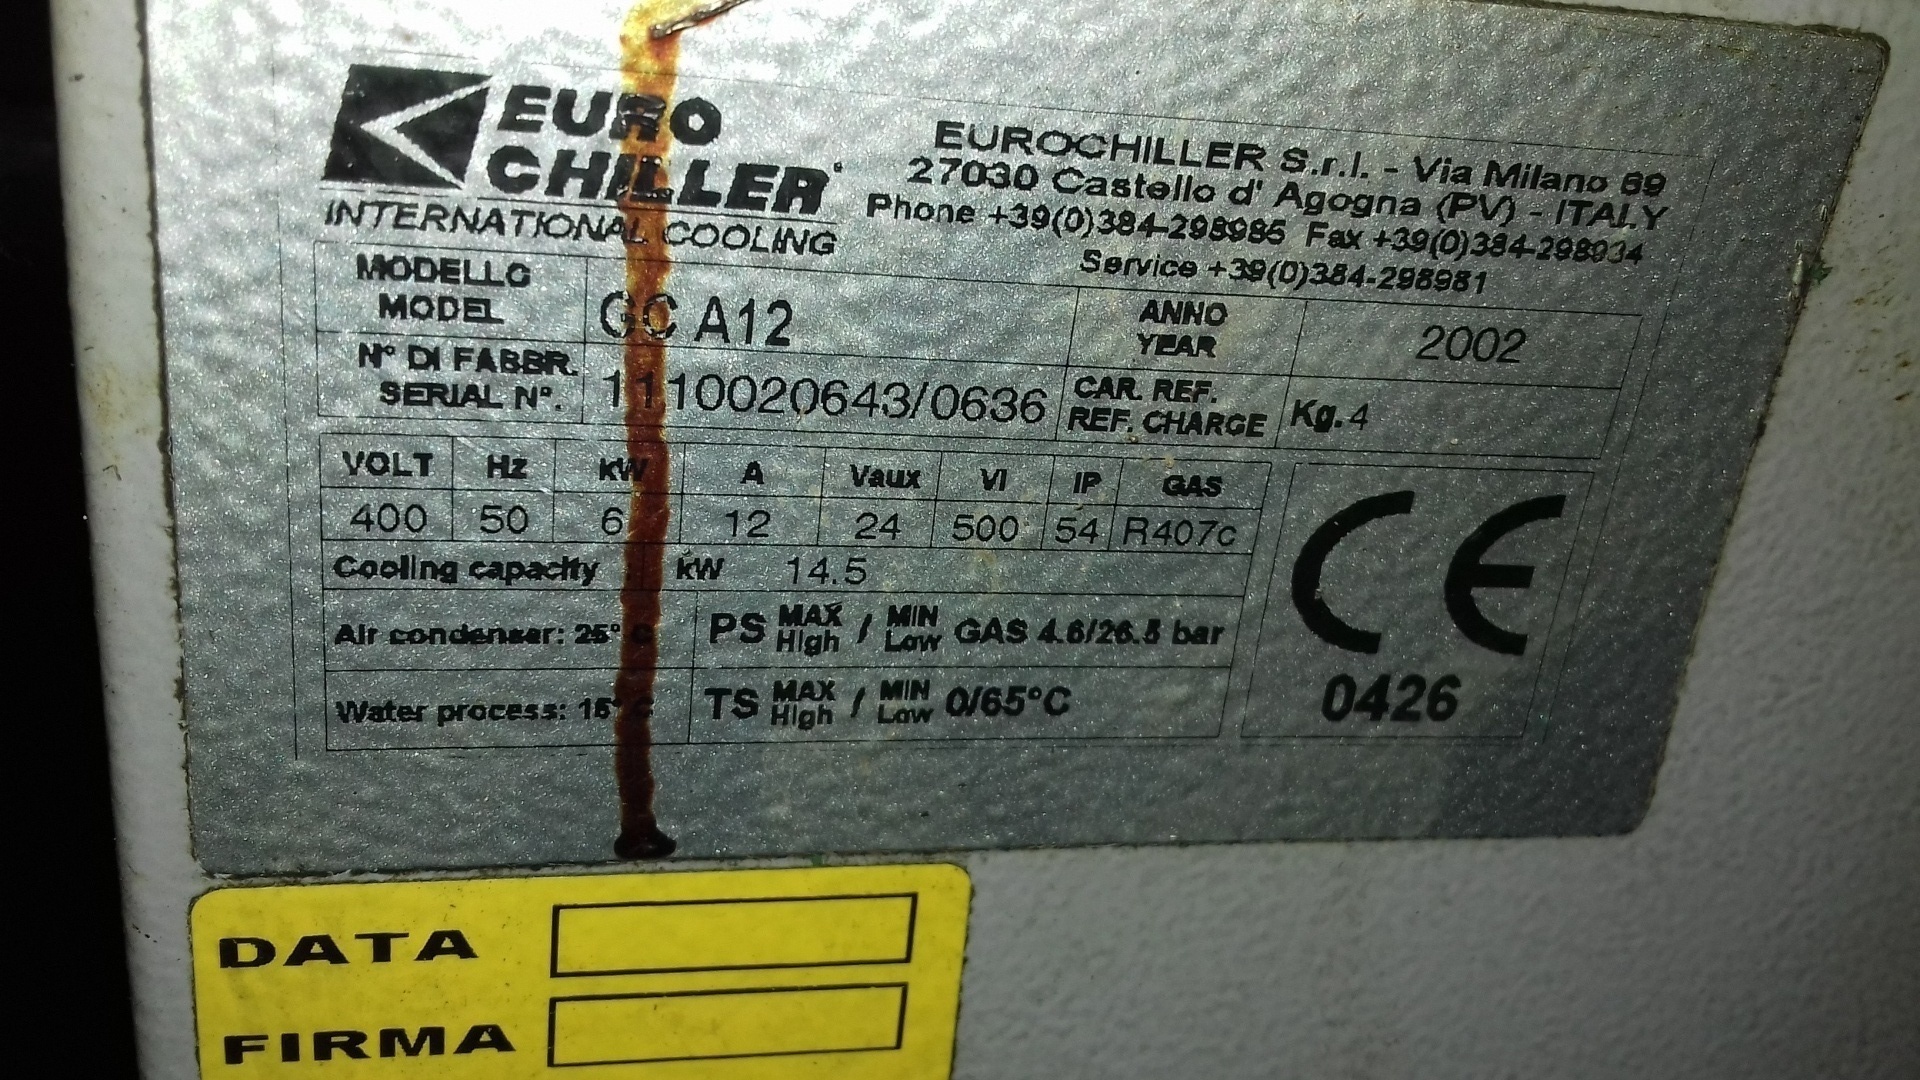 EURO
CHILLER
INTERNATIONAL COOLING
EUROCHILLER S.r.l. - Via Milano 69
27030 Castello d' Agogna (PV) - ITALY
Phone +39(0)384-298985 Fax +39(0)384-298934
Service +39(0)384-298981
MODELLO
MODEL
GC A12
ANNO
YEAR
2002
N° DI FABBR.
SERIAL N°.
1110020643/0636
CAR. REF.
REF. CHARGE
Kg. 4
VOLT Hz kW A Vaux VI IP GAS
400 50 6 12 24 500 54 R407c
Cooling capacity kW 14.5
Air condenser: 25° C
PS MAX High / MIN Low GAS 4.6/26.5 bar
Water process: 15° C
TS MAX High / MIN Low 0/65°C
CE
0426
DATA
FIRMA